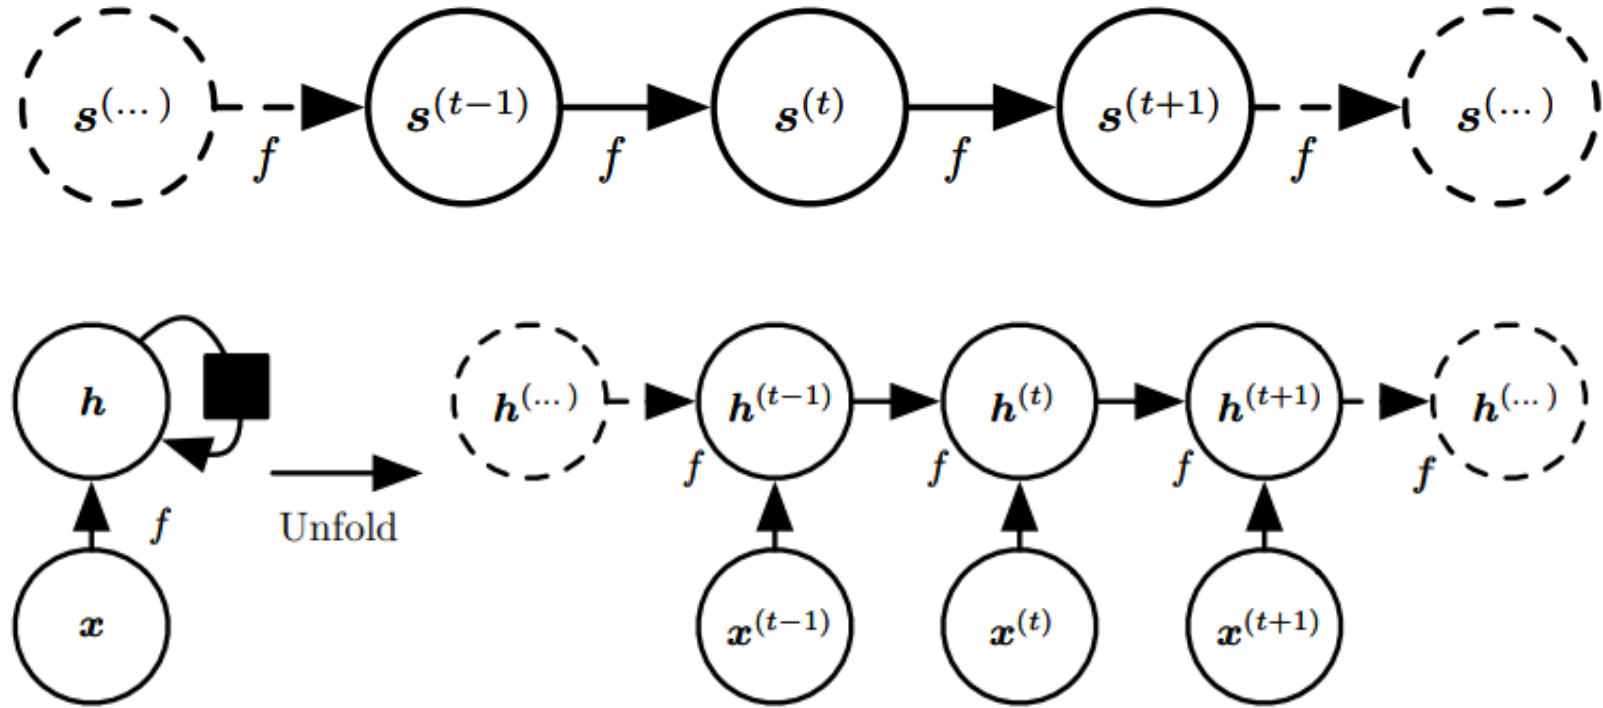 s^(...) s^(t−1) s^(t) s^(t+1) s^(...)
f f f f
h h^(...) h^(t−1) h^(t) h^(t+1) h^(...)
f f f f
f Unfold
x x^(t−1) x^(t) x^(t+1)